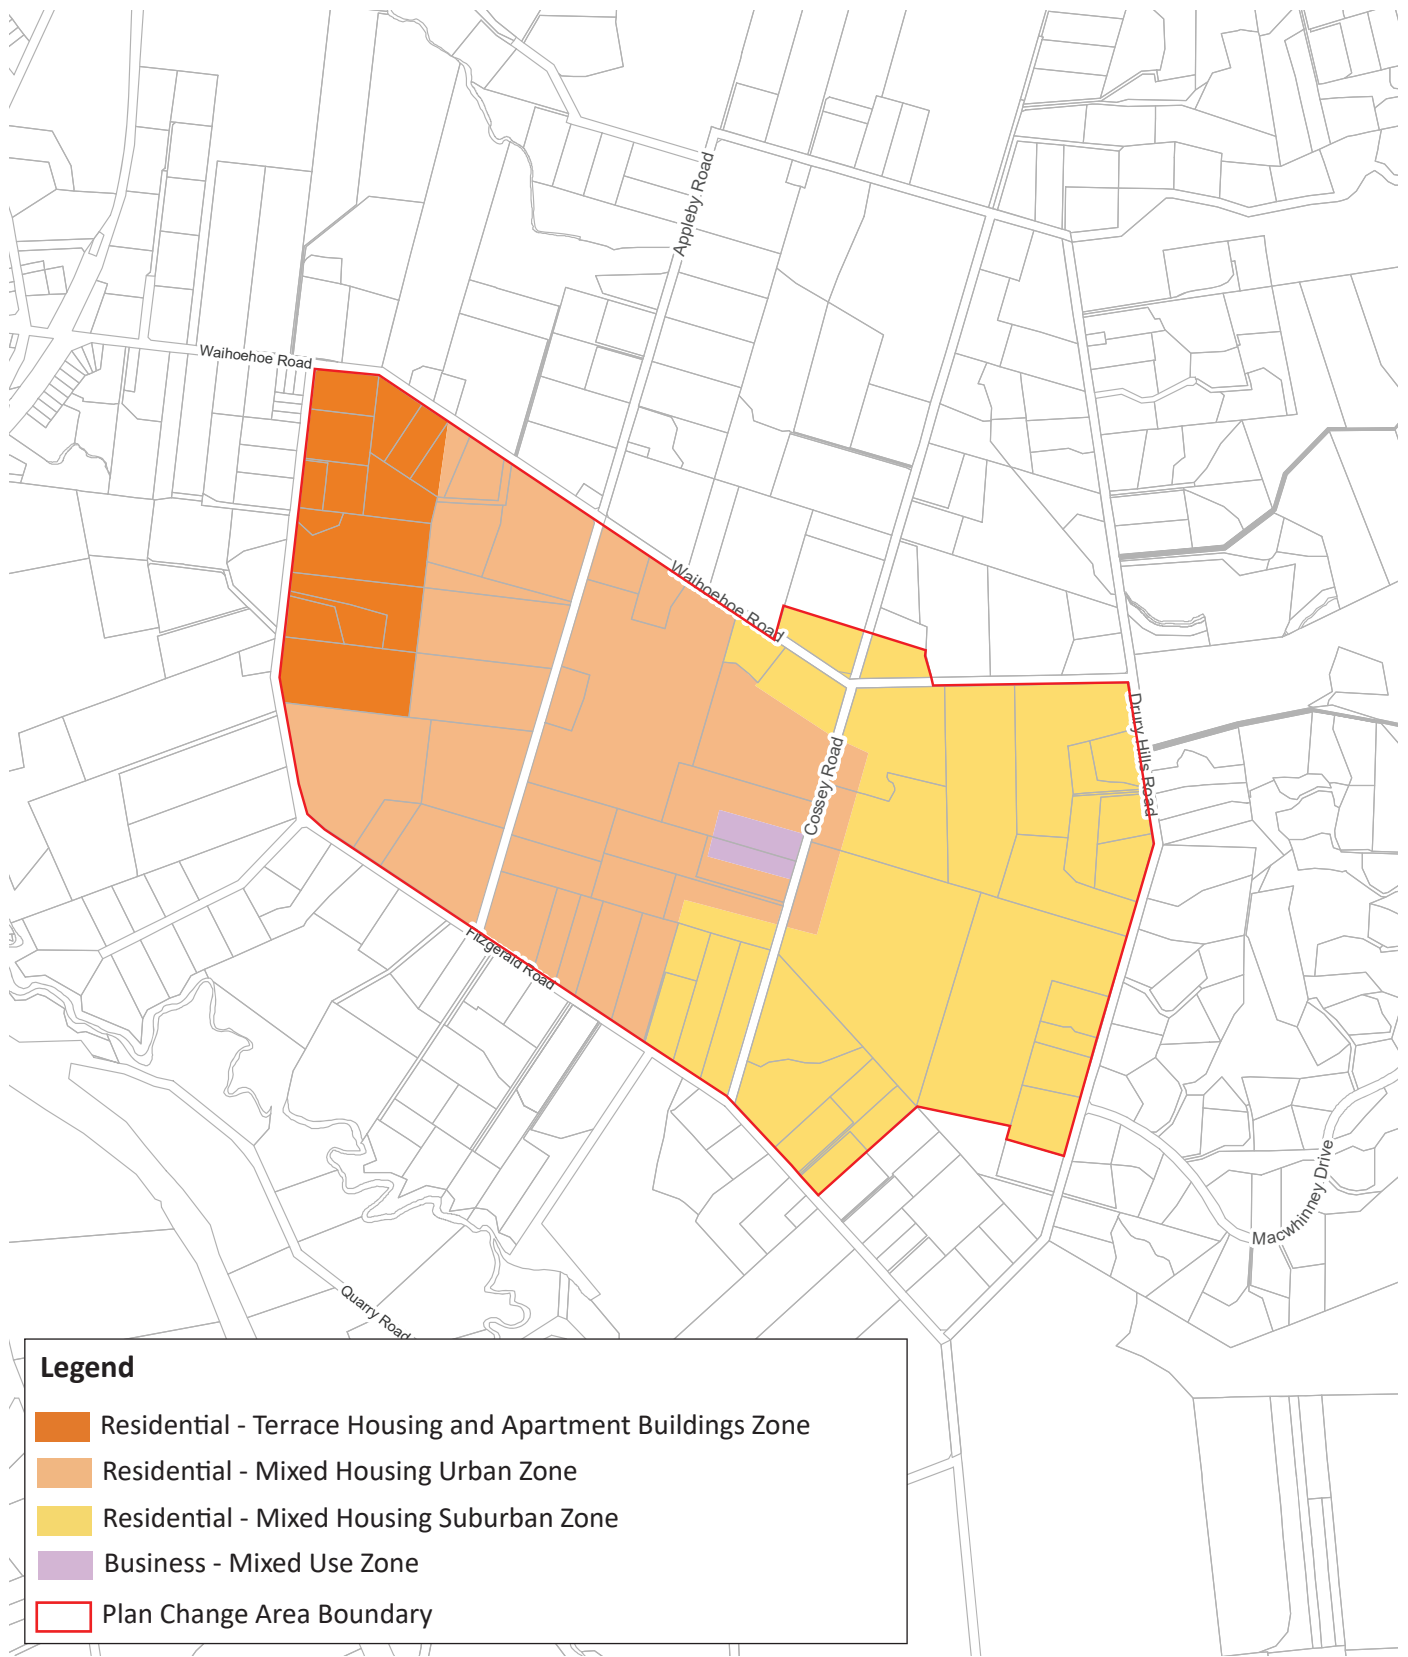 Appleby Road
Waihoehoe Road
Waihoehoe Road
Drury Hills Road
Cossey Road
Fitzgerald Road
Macwhinney Drive
Quarry Road
Legend
Residential - Terrace Housing and Apartment Buildings Zone
Residential - Mixed Housing Urban Zone
Residential - Mixed Housing Suburban Zone
Business - Mixed Use Zone
Plan Change Area Boundary